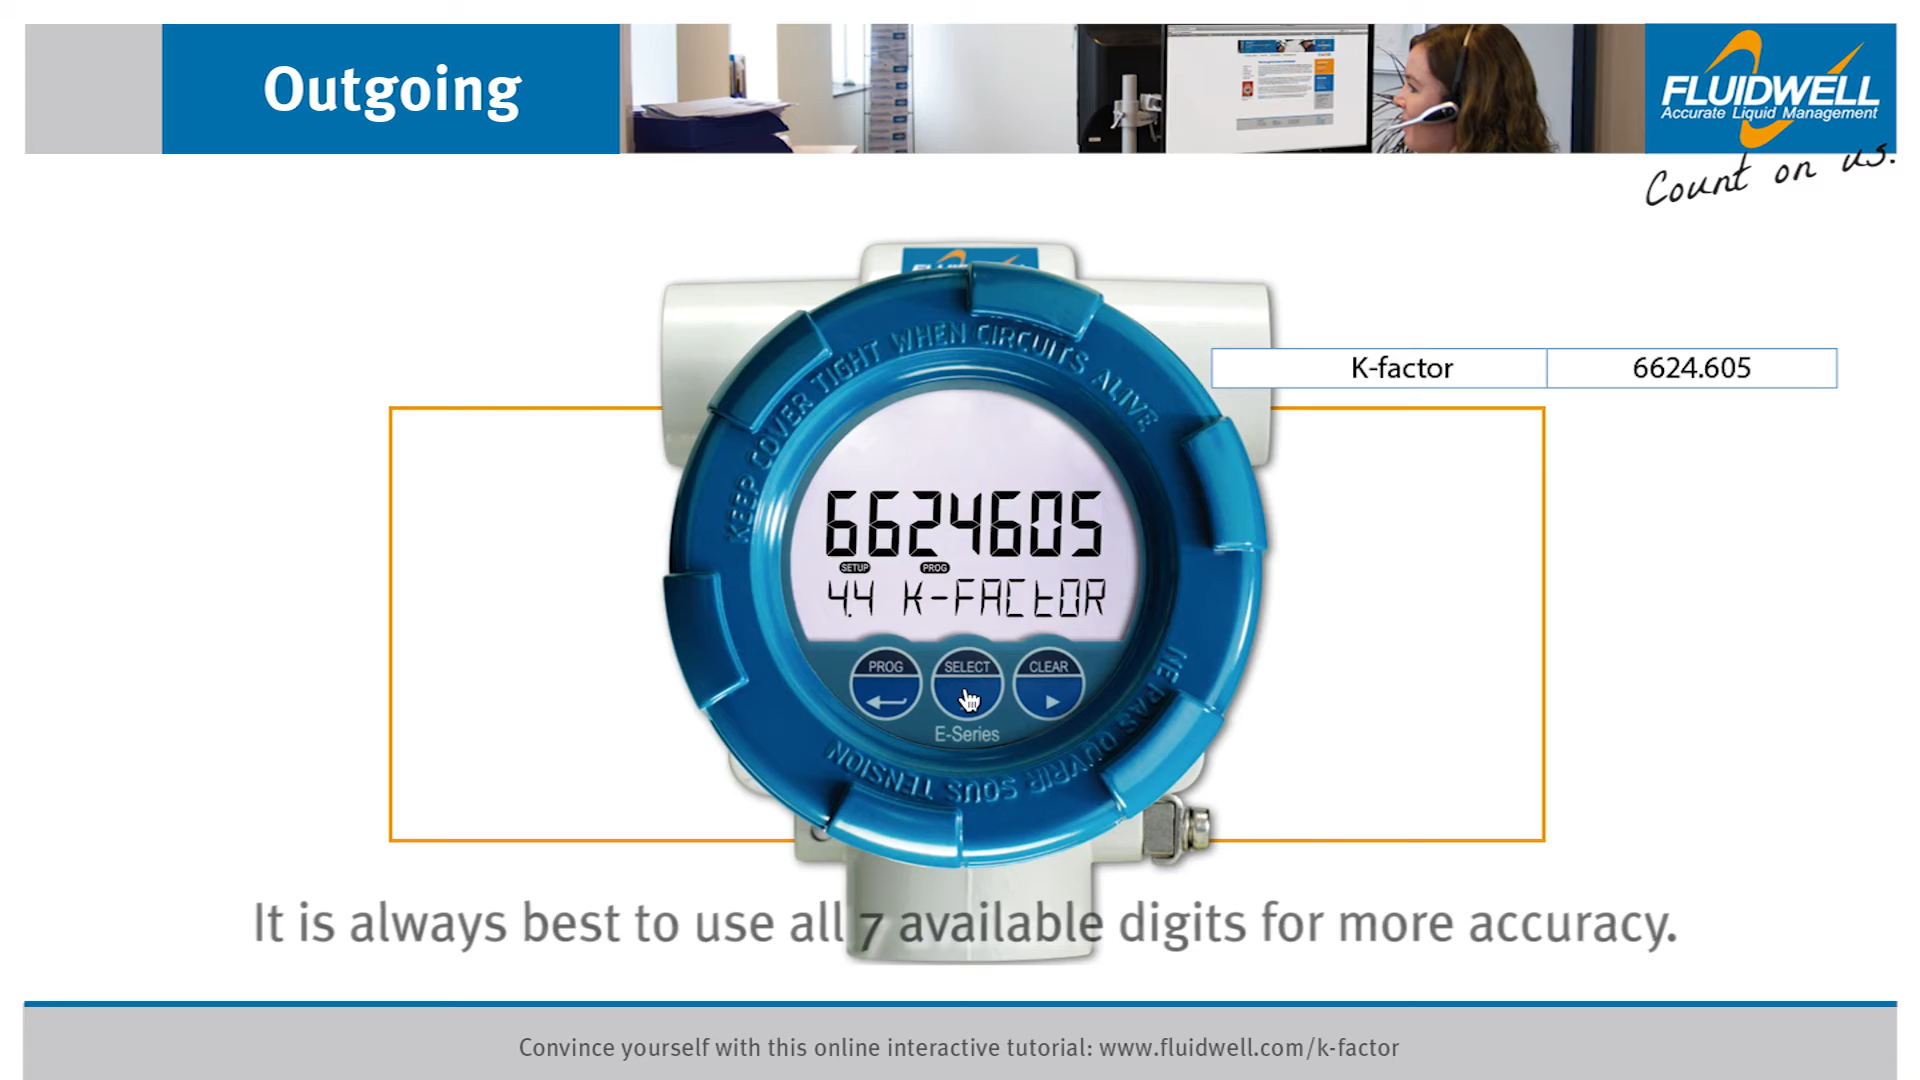 Outgoing
FLUIDWELL
Accurate Liquid Management
Count on us.
KEEP COVER TIGHT WHEN CIRCUITS ALIVE
K-factor 6624.605
6624605
SETUP PROG
4.4 K-FACTOR
PROG SELECT CLEAR
E-Series
NE PAS OUVRIR SOUS TENSION
It is always best to use all 7 available digits for more accuracy.
Convince yourself with this online interactive tutorial: www.fluidwell.com/k-factor